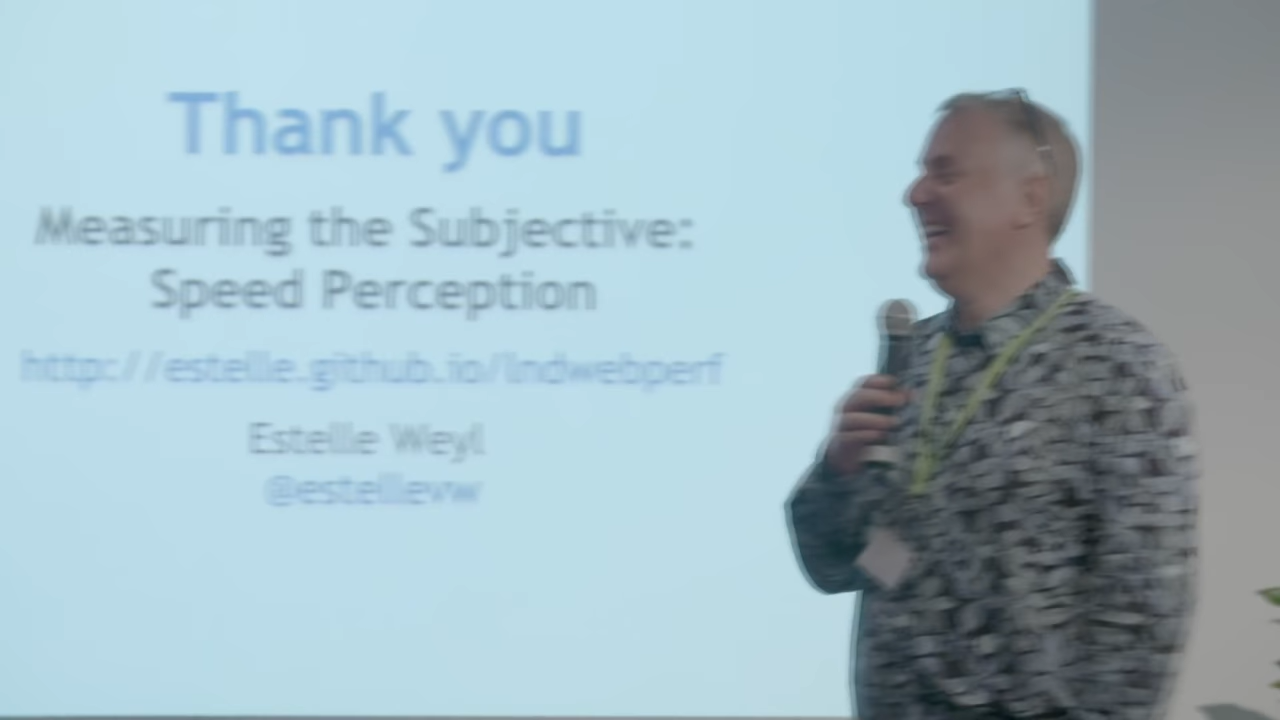 Thank you
Measuring the Subjective:
Speed Perception
http://estelle.github.io/lndwebperf
Estelle Weyl
@estellevw